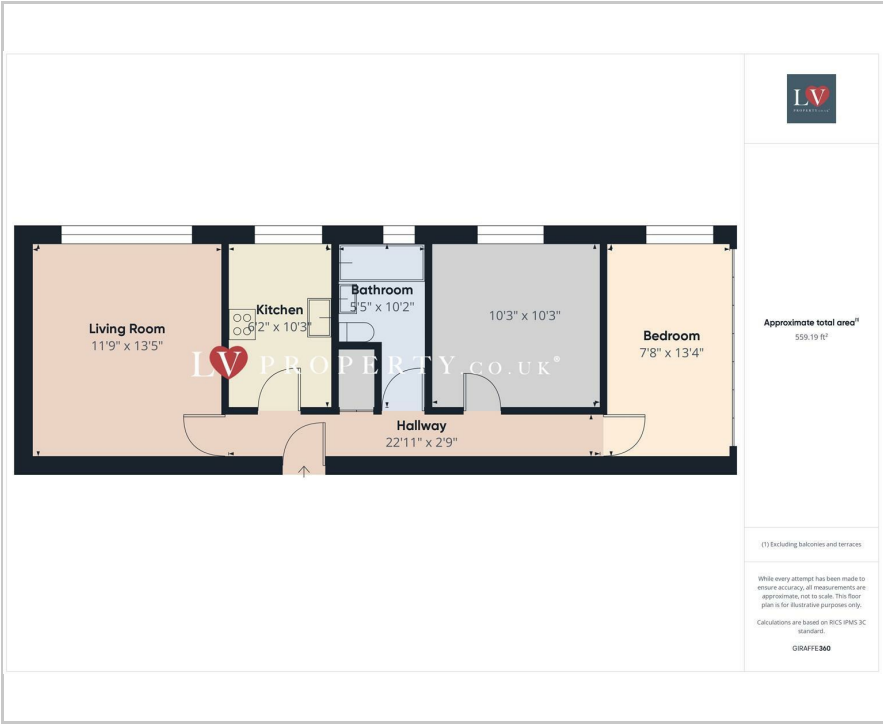 LV
PROPERTY.CO.UK
Living Room
11'9" x 13'5"
Kitchen
6'2" x 10'3"
Bathroom
5'5" x 10'2"
10'3" x 10'3"
Bedroom
7'8" x 13'4"
LV PROPERTY.CO.UK®
Hallway
22'11" x 2'9"
Approximate total area(1)
559.19 ft²
(1) Excluding balconies and terraces
While every attempt has been made to
ensure accuracy, all measurements are
approximate, not to scale. This floor
plan is for illustrative purposes only.
Calculations are based on RICS IPMS 3C
standard.
GIRAFFE360